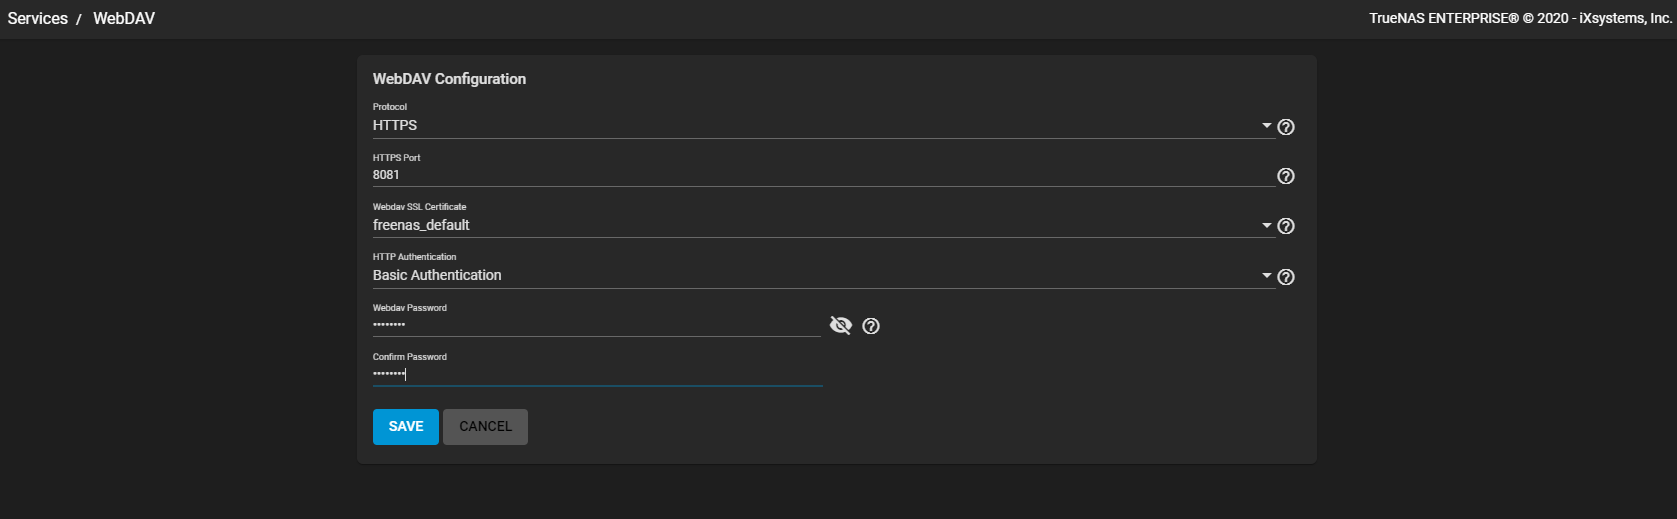 Services / WebDAV
TrueNAS ENTERPRISE® © 2020 - iXsystems, Inc.
WebDAV Configuration
Protocol
HTTPS
HTTPS Port
8081
Webdav SSL Certificate
freenas_default
HTTP Authentication
Basic Authentication
Webdav Password
••••••••
Confirm Password
••••••••
SAVE CANCEL